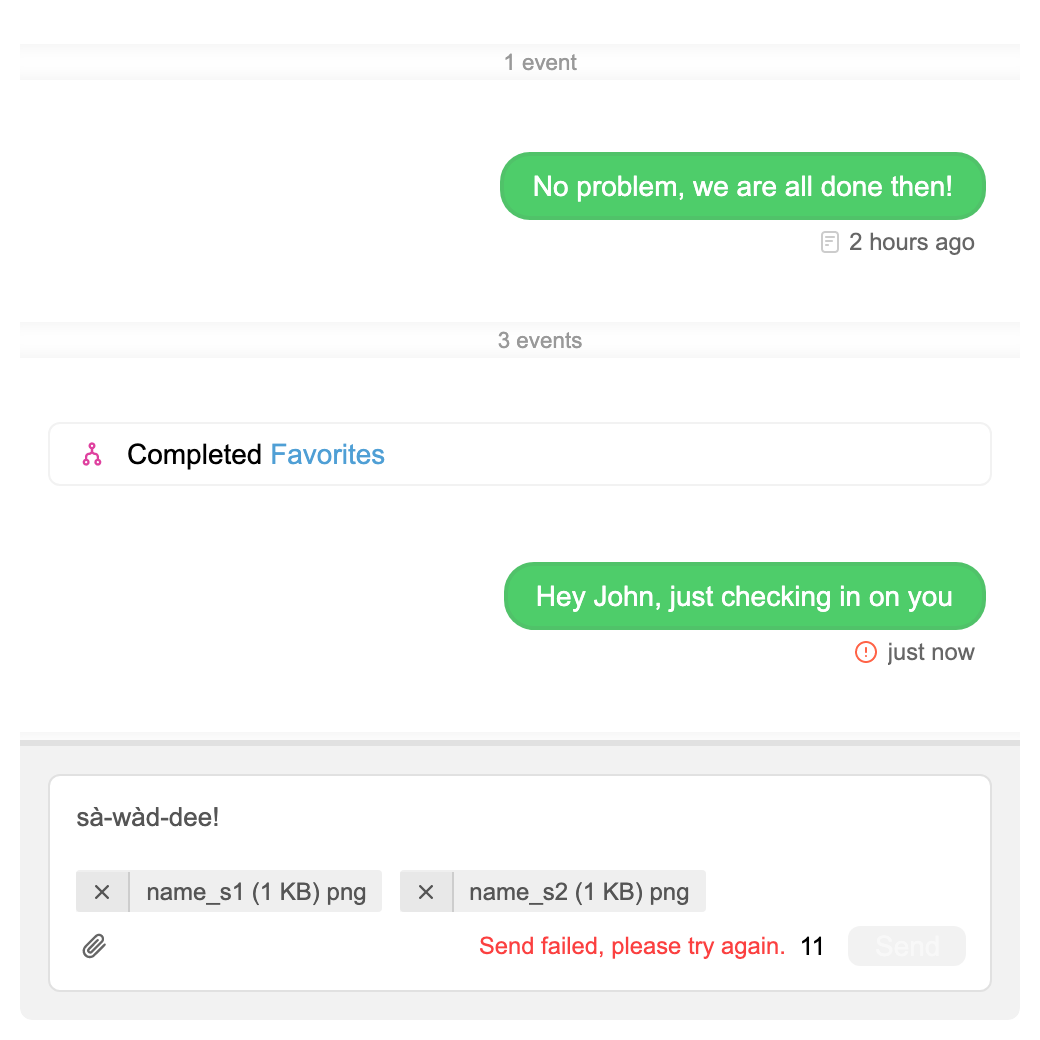 1 event
No problem, we are all done then!
2 hours ago
3 events
Completed Favorites
Hey John, just checking in on you
just now
sà-wàd-dee!
name_s1 (1 KB) png
name_s2 (1 KB) png
Send failed, please try again. 11 Send